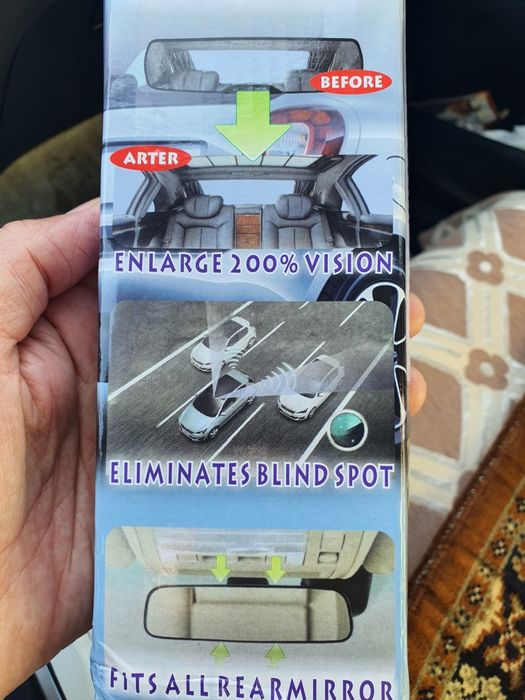 BEFORE
ARTER
ENLARGE 200% VISION
ELIMINATES BLIND SPOT
FITS ALL REARMIRROR